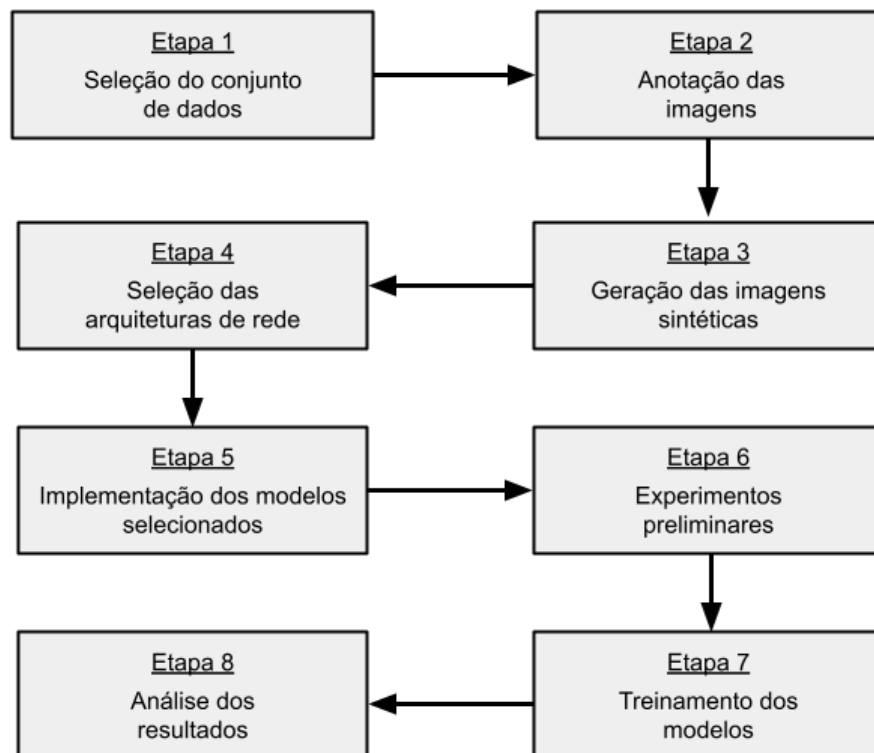 Etapa 1
Seleção do conjunto
de dados
Etapa 2
Anotação das
imagens
Etapa 3
Geração das imagens
sintéticas
Etapa 4
Seleção das
arquiteturas de rede
Etapa 5
Implementação dos modelos
selecionados
Etapa 6
Experimentos
preliminares
Etapa 7
Treinamento dos
modelos
Etapa 8
Análise dos
resultados